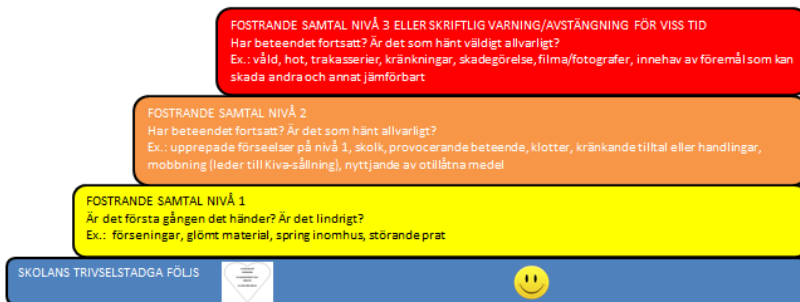 FOSTRANDE SAMTAL NIVÅ 3 ELLER SKRIFTLIG VARNING/AVSTÄNGNING FÖR VISS TID
Har beteendet fortsatt? Är det som hänt väldigt allvarligt?
Ex.: våld, hot, trakasserier, kränkningar, skadegörelse, filma/fotografer, innehav av föremål som kan
skada andra och annat jämförbart
FOSTRANDE SAMTAL NIVÅ 2
Har beteendet fortsatt? Är det som hänt allvarligt?
Ex.: upprepade förseelser på nivå 1, skolk, provocerande beteende, klotter, kränkande tilltal eller handlingar,
mobbning (leder till Kiva-sållning), nyttjande av otillåtna medel
FOSTRANDE SAMTAL NIVÅ 1
Är det första gången det händer? Är det lindrigt?
Ex.: förseningar, glömt material, spring inomhus, störande prat
SKOLANS TRIVSELSTADGA FÖLJS